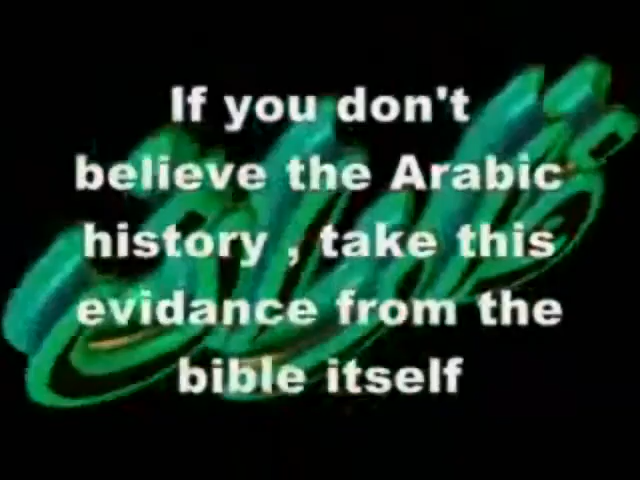 If you don't
believe the Arabic
history , take this
evidance from the
bible itself